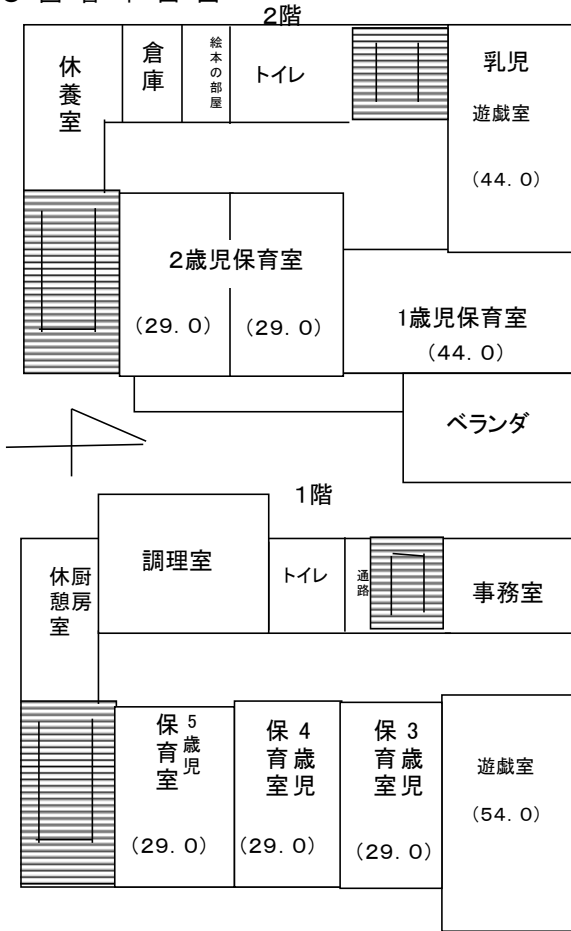 2階
休養室
倉庫
絵本の部屋
トイレ
乳児
遊戯室
(44.0)
2歳児保育室
(29.0)
(29.0)
1歳児保育室
(44.0)
ベランダ
1階
厨房
休憩室
調理室
トイレ
通路
事務室
5歳児
保育室
(29.0)
4歳児
保育室
(29.0)
3歳児
保育室
(29.0)
遊戯室
(54.0)